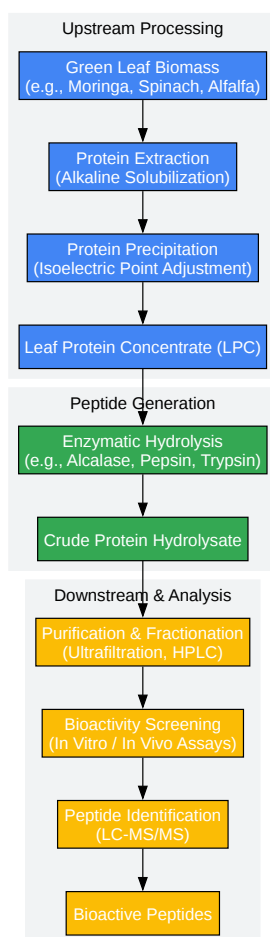 Upstream Processing
Green Leaf Biomass
(e.g., Moringa, Spinach, Alfalfa)
Protein Extraction
(Alkaline Solubilization)
Protein Precipitation
(Isoelectric Point Adjustment)
Leaf Protein Concentrate (LPC)
Peptide Generation
Enzymatic Hydrolysis
(e.g., Alcalase, Pepsin, Trypsin)
Crude Protein Hydrolysate
Downstream & Analysis
Purification & Fractionation
(Ultrafiltration, HPLC)
Bioactivity Screening
(In Vitro / In Vivo Assays)
Peptide Identification
(LC-MS/MS)
Bioactive Peptides